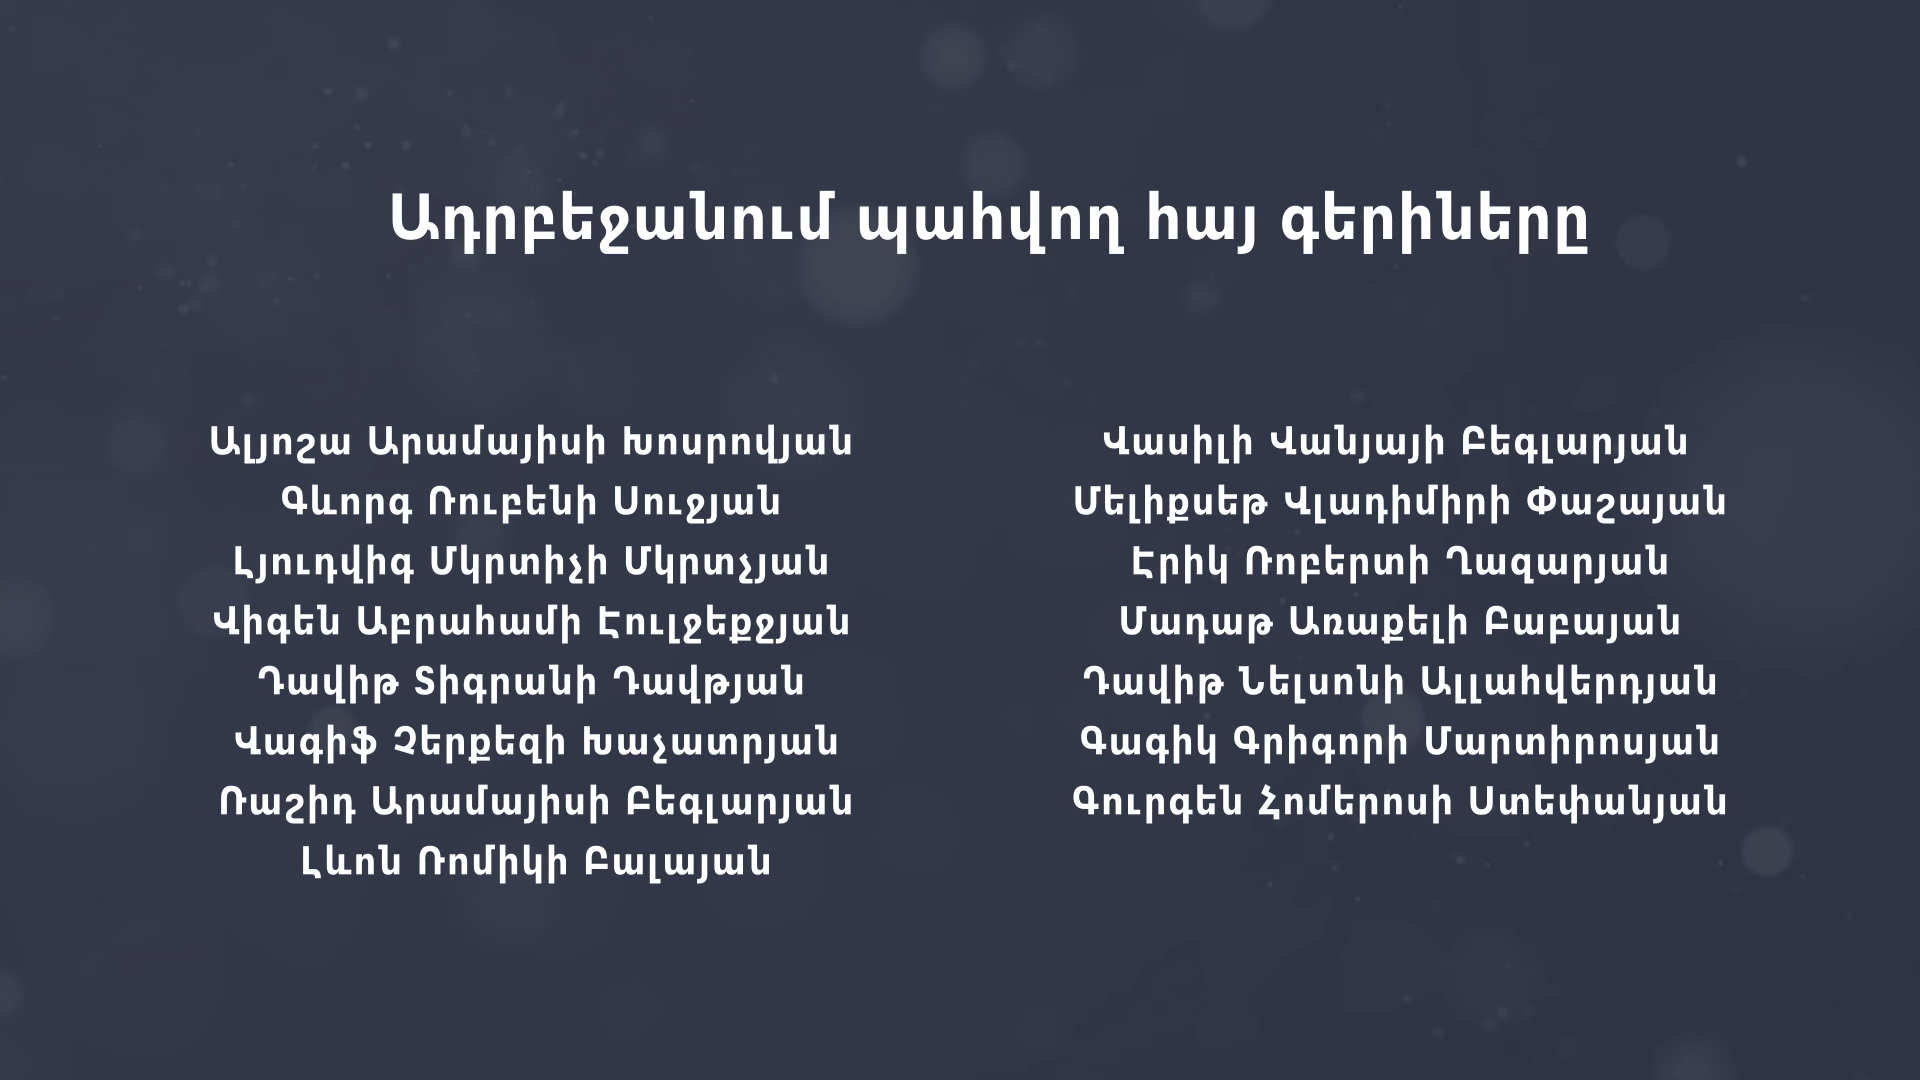 Ադրբեջանում պահվող հայ գերիները
Ալյոշա Արամայիսի Խոսրովյան
Գևորգ Ռուբենի Սուջյան
Լյուդվիգ Մկրտիչի Մկրտչյան
Վիգեն Աբրահամի Էուլջեքջյան
Դավիթ Տիգրանի Դավթյան
Վագիֆ Չերքեզի Խաչատրյան
Ռաշիդ Արամայիսի Բեգլարյան
Լևոն Ռոմիկի Բալայան
Վասիլի Վանյայի Բեգլարյան
Մելիքսեթ Վլադիմիրի Փաշայան
Էրիկ Ռոբերտի Ղազարյան
Մադաթ Առաքելի Բաբայան
Դավիթ Նելսոնի Ալլահվերդյան
Գագիկ Գրիգորի Մարտիրոսյան
Գուրգեն Հոմերոսի Ստեփանյան